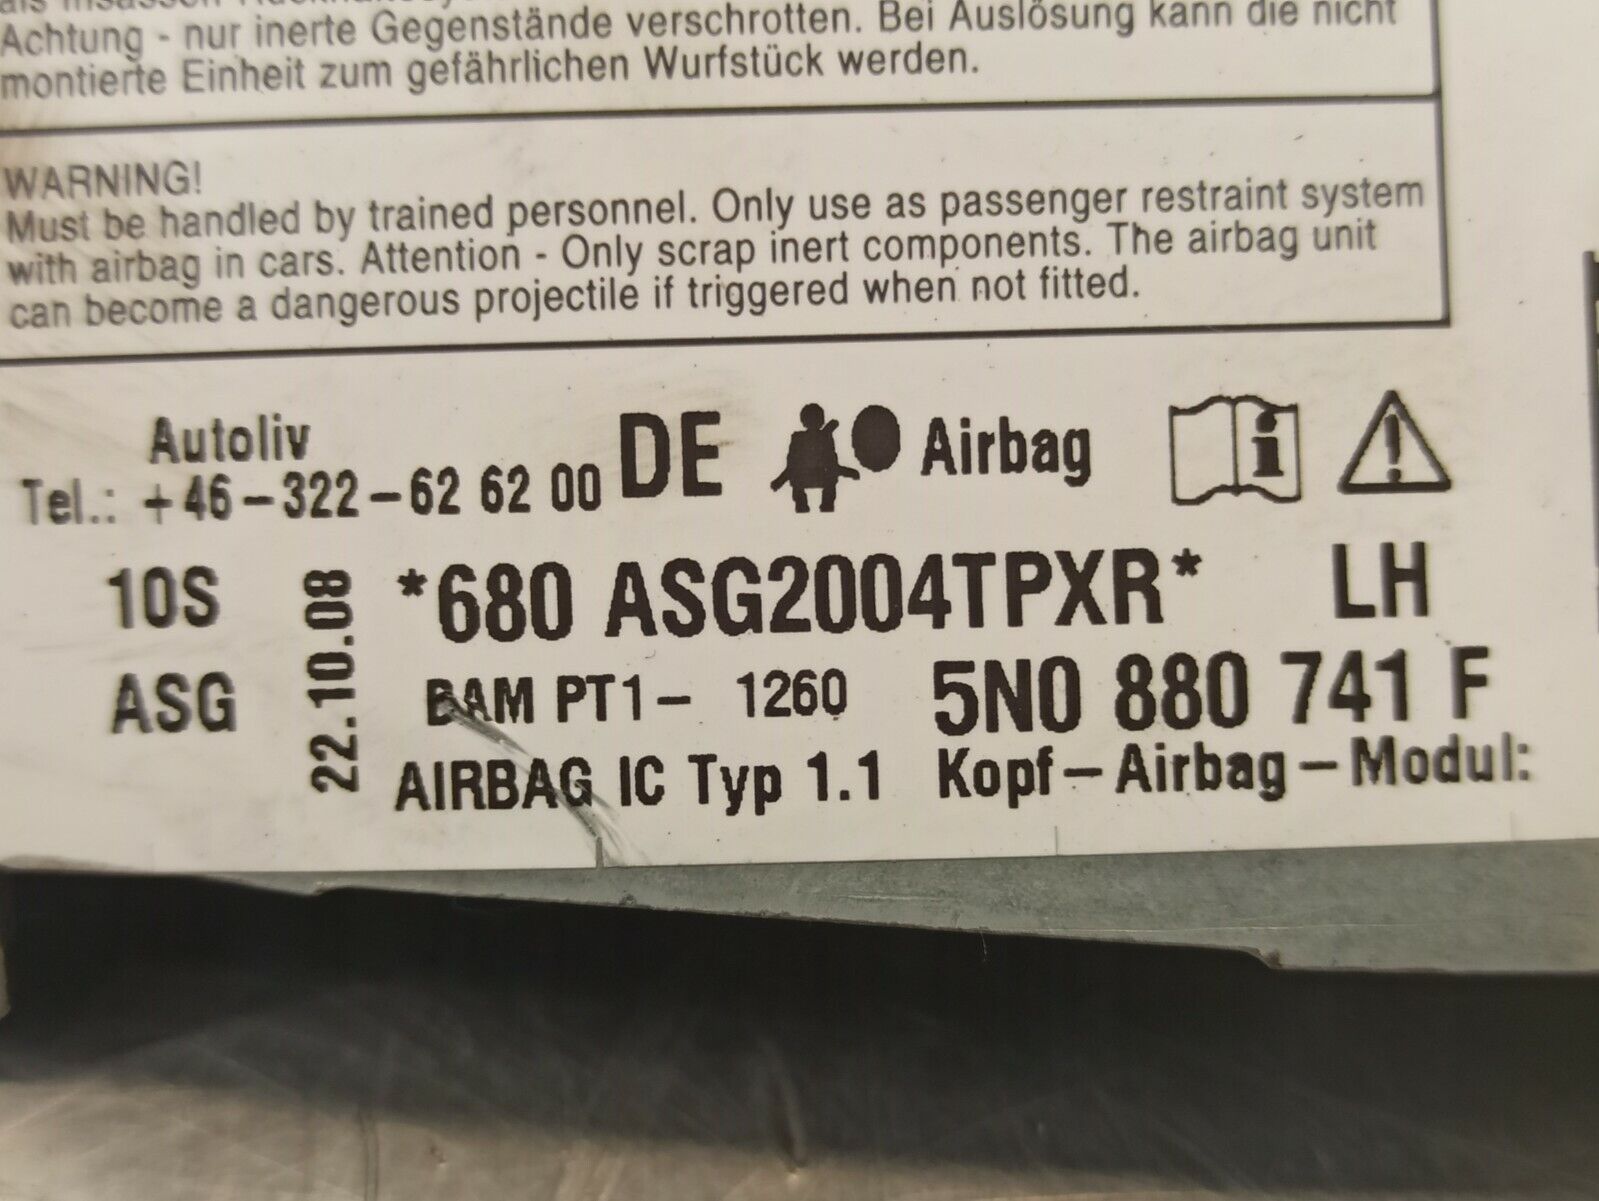 als Insassen
Achtung - nur inerte Gegenstände verschrotten. Bei Auslösung kann die nicht
montierte Einheit zum gefährlichen Wurfstück werden.
WARNING!
Must be handled by trained personnel. Only use as passenger restraint system
with airbag in cars. Attention - Only scrap inert components. The airbag unit
can become a dangerous projectile if triggered when not fitted.
Autoliv
Tel.: +46-322-62 62 00 DE Airbag
10S 22.10.08 *680 ASG2004TPXR* LH
ASG BAM PT1- 1260 5N0 880 741 F
AIRBAG IC Typ 1.1 Kopf-Airbag-Modul: